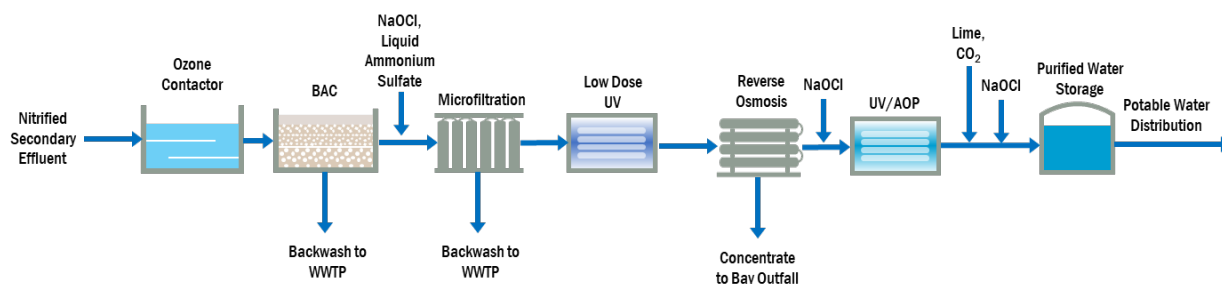 Nitrified
Secondary
Effluent
Ozone
Contactor
BAC
Backwash to
WWTP
NaOCl,
Liquid
Ammonium
Sulfate
Microfiltration
Backwash to
WWTP
Low Dose
UV
Reverse
Osmosis
Concentrate
to Bay Outfall
NaOCl
UV/AOP
Lime,
CO₂
NaOCl
Purified Water
Storage
Potable Water
Distribution